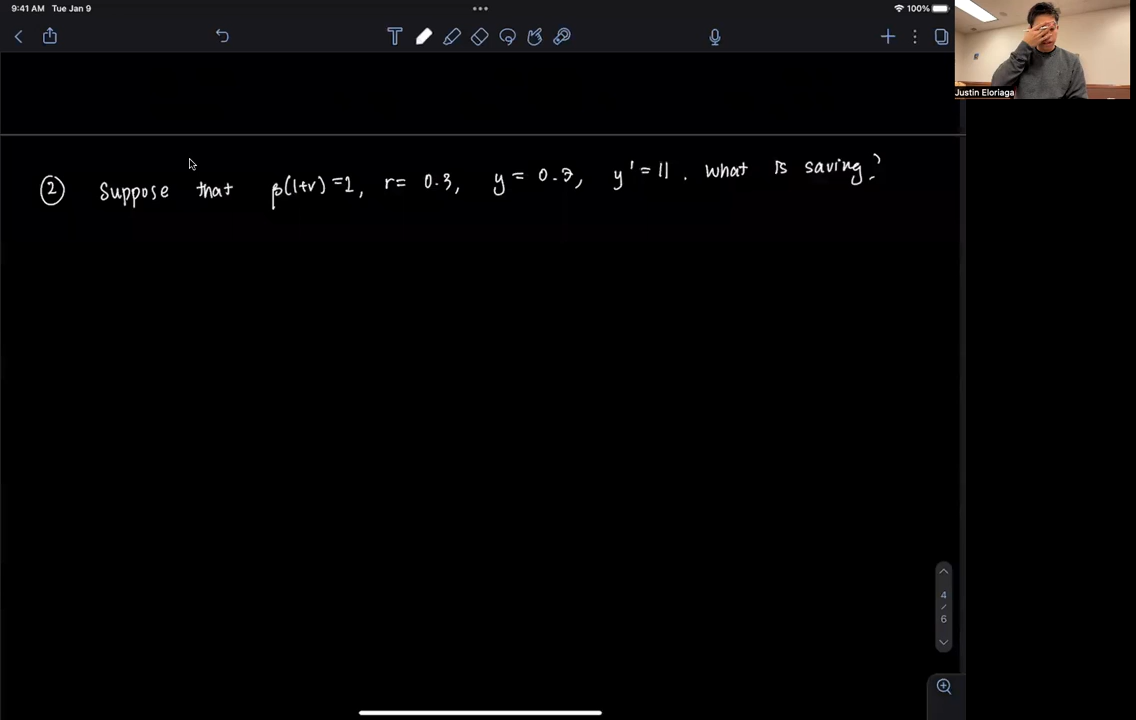 9:41 AM Tue Jan 9
100%
T
Justin Eloriaga
② Suppose that β(1+r) =1, r= 0.3, y = 0.2, y' = 11. What is saving?
4
/
6